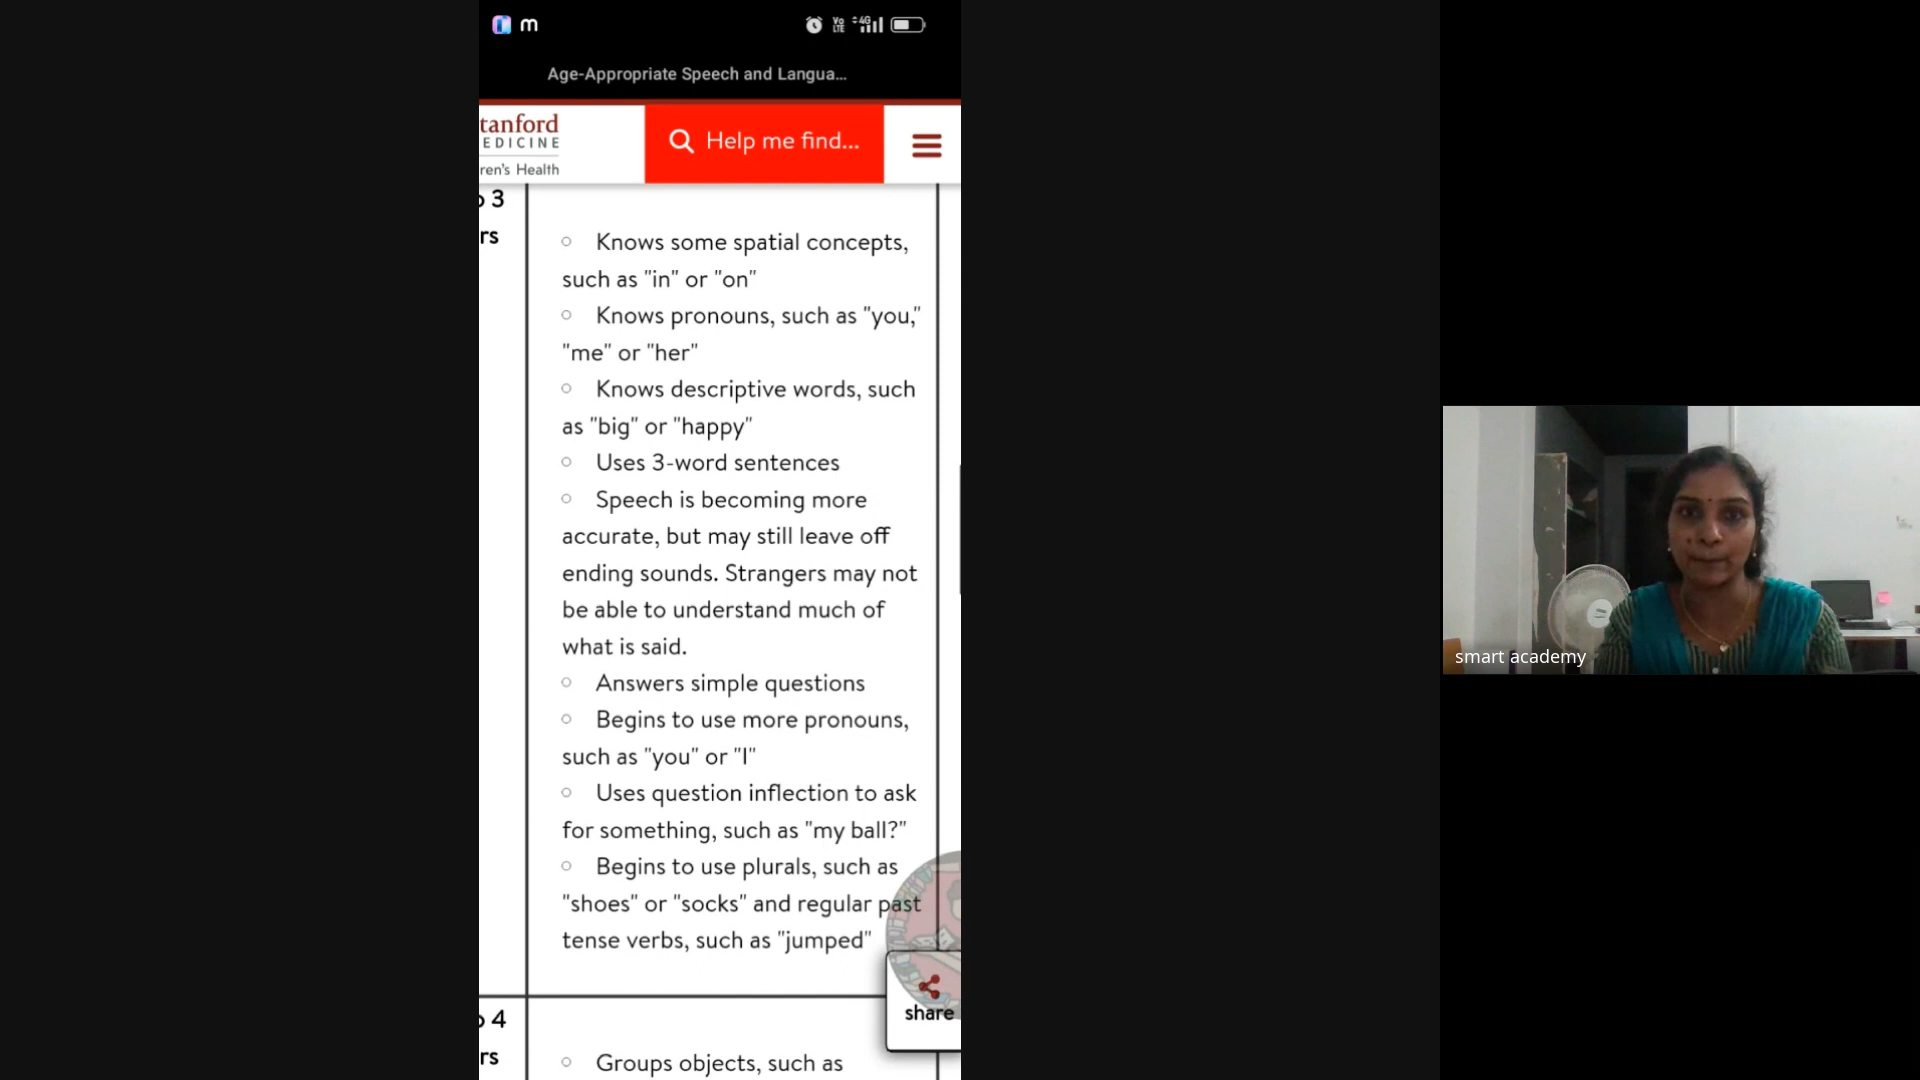 m
Vo
LTE
4G
Age-Appropriate Speech and Langua...
tanford
EDICINE
ren's Health
Help me find...
o 3
rs
Knows some spatial concepts,
such as "in" or "on"
Knows pronouns, such as "you,"
"me" or "her"
Knows descriptive words, such
as "big" or "happy"
Uses 3-word sentences
Speech is becoming more
accurate, but may still leave off
ending sounds. Strangers may not
be able to understand much of
what is said.
Answers simple questions
Begins to use more pronouns,
such as "you" or "I"
Uses question inflection to ask
for something, such as "my ball?"
Begins to use plurals, such as
"shoes" or "socks" and regular past
tense verbs, such as "jumped"
share
o 4
rs
Groups objects, such as
smart academy